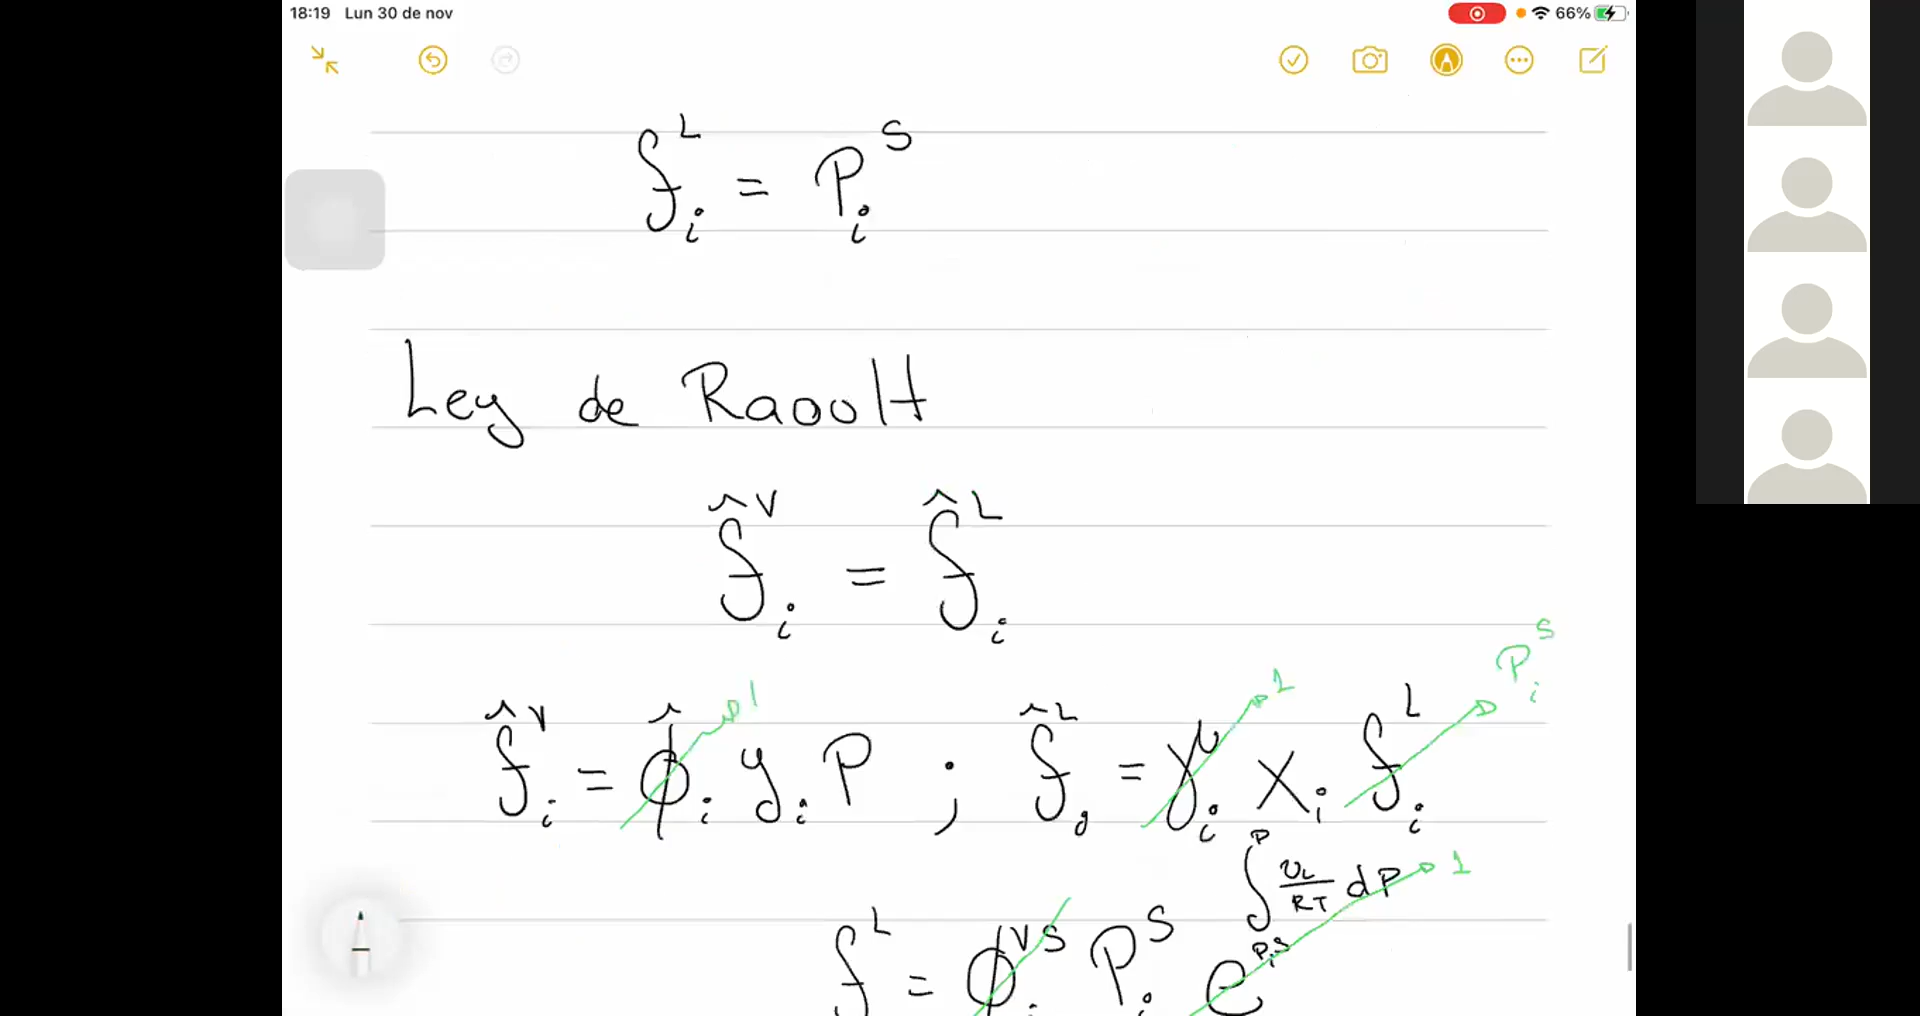 18:19 Lun 30 de nov 66%
f_i^L = P_i^S
Ley de Raoult
f̂_i^V = f̂_i^L
f̂_i^V = ϕ̂_i → 1 y_i P ; f̂_i^L = γ_i → 1 x_i f_i^L → P_i^S
f^L = ϕ_i^{VS} P_i^S e^{∫_{P_i^S}^{P} \frac{v_L}{RT} dP} → 1